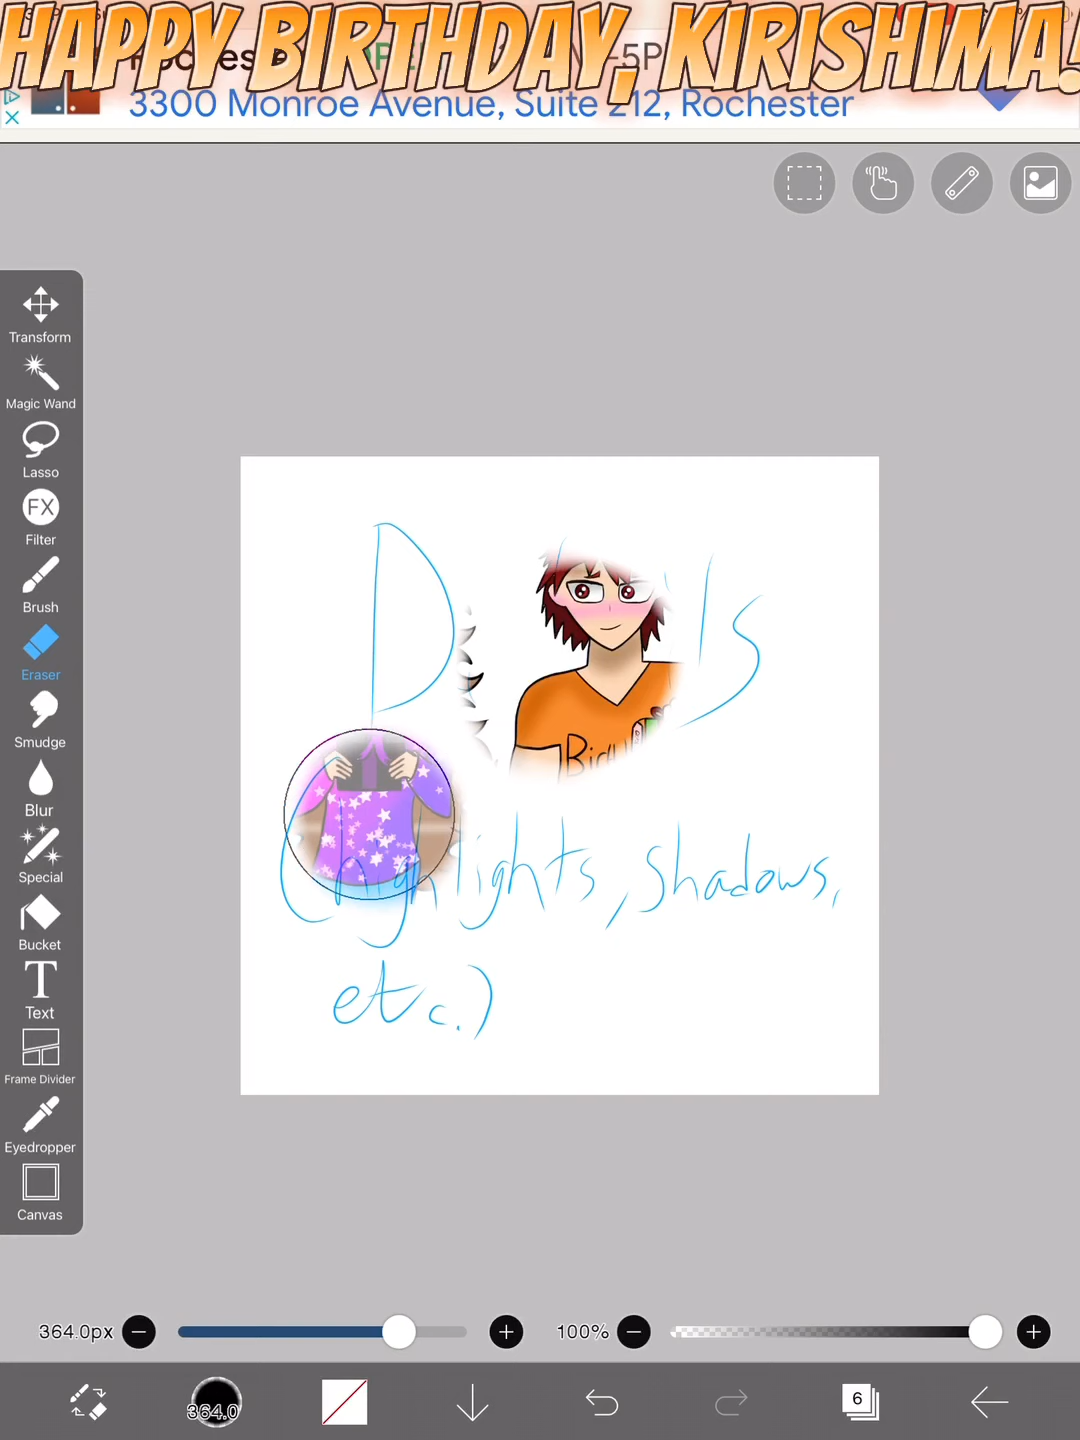 HAPPY BIRTHDAY, KIRISHIMA!
3300 Monroe Avenue, Suite 212, Rochester
Transform
Magic Wand
Lasso
FX
Filter
Brush
Eraser
Smudge
Blur
Special
Bucket
T
Text
Frame Divider
Eyedropper
Canvas
D ls
(highlights, shadows,
etc.)
364.0px
100%
364.0
6